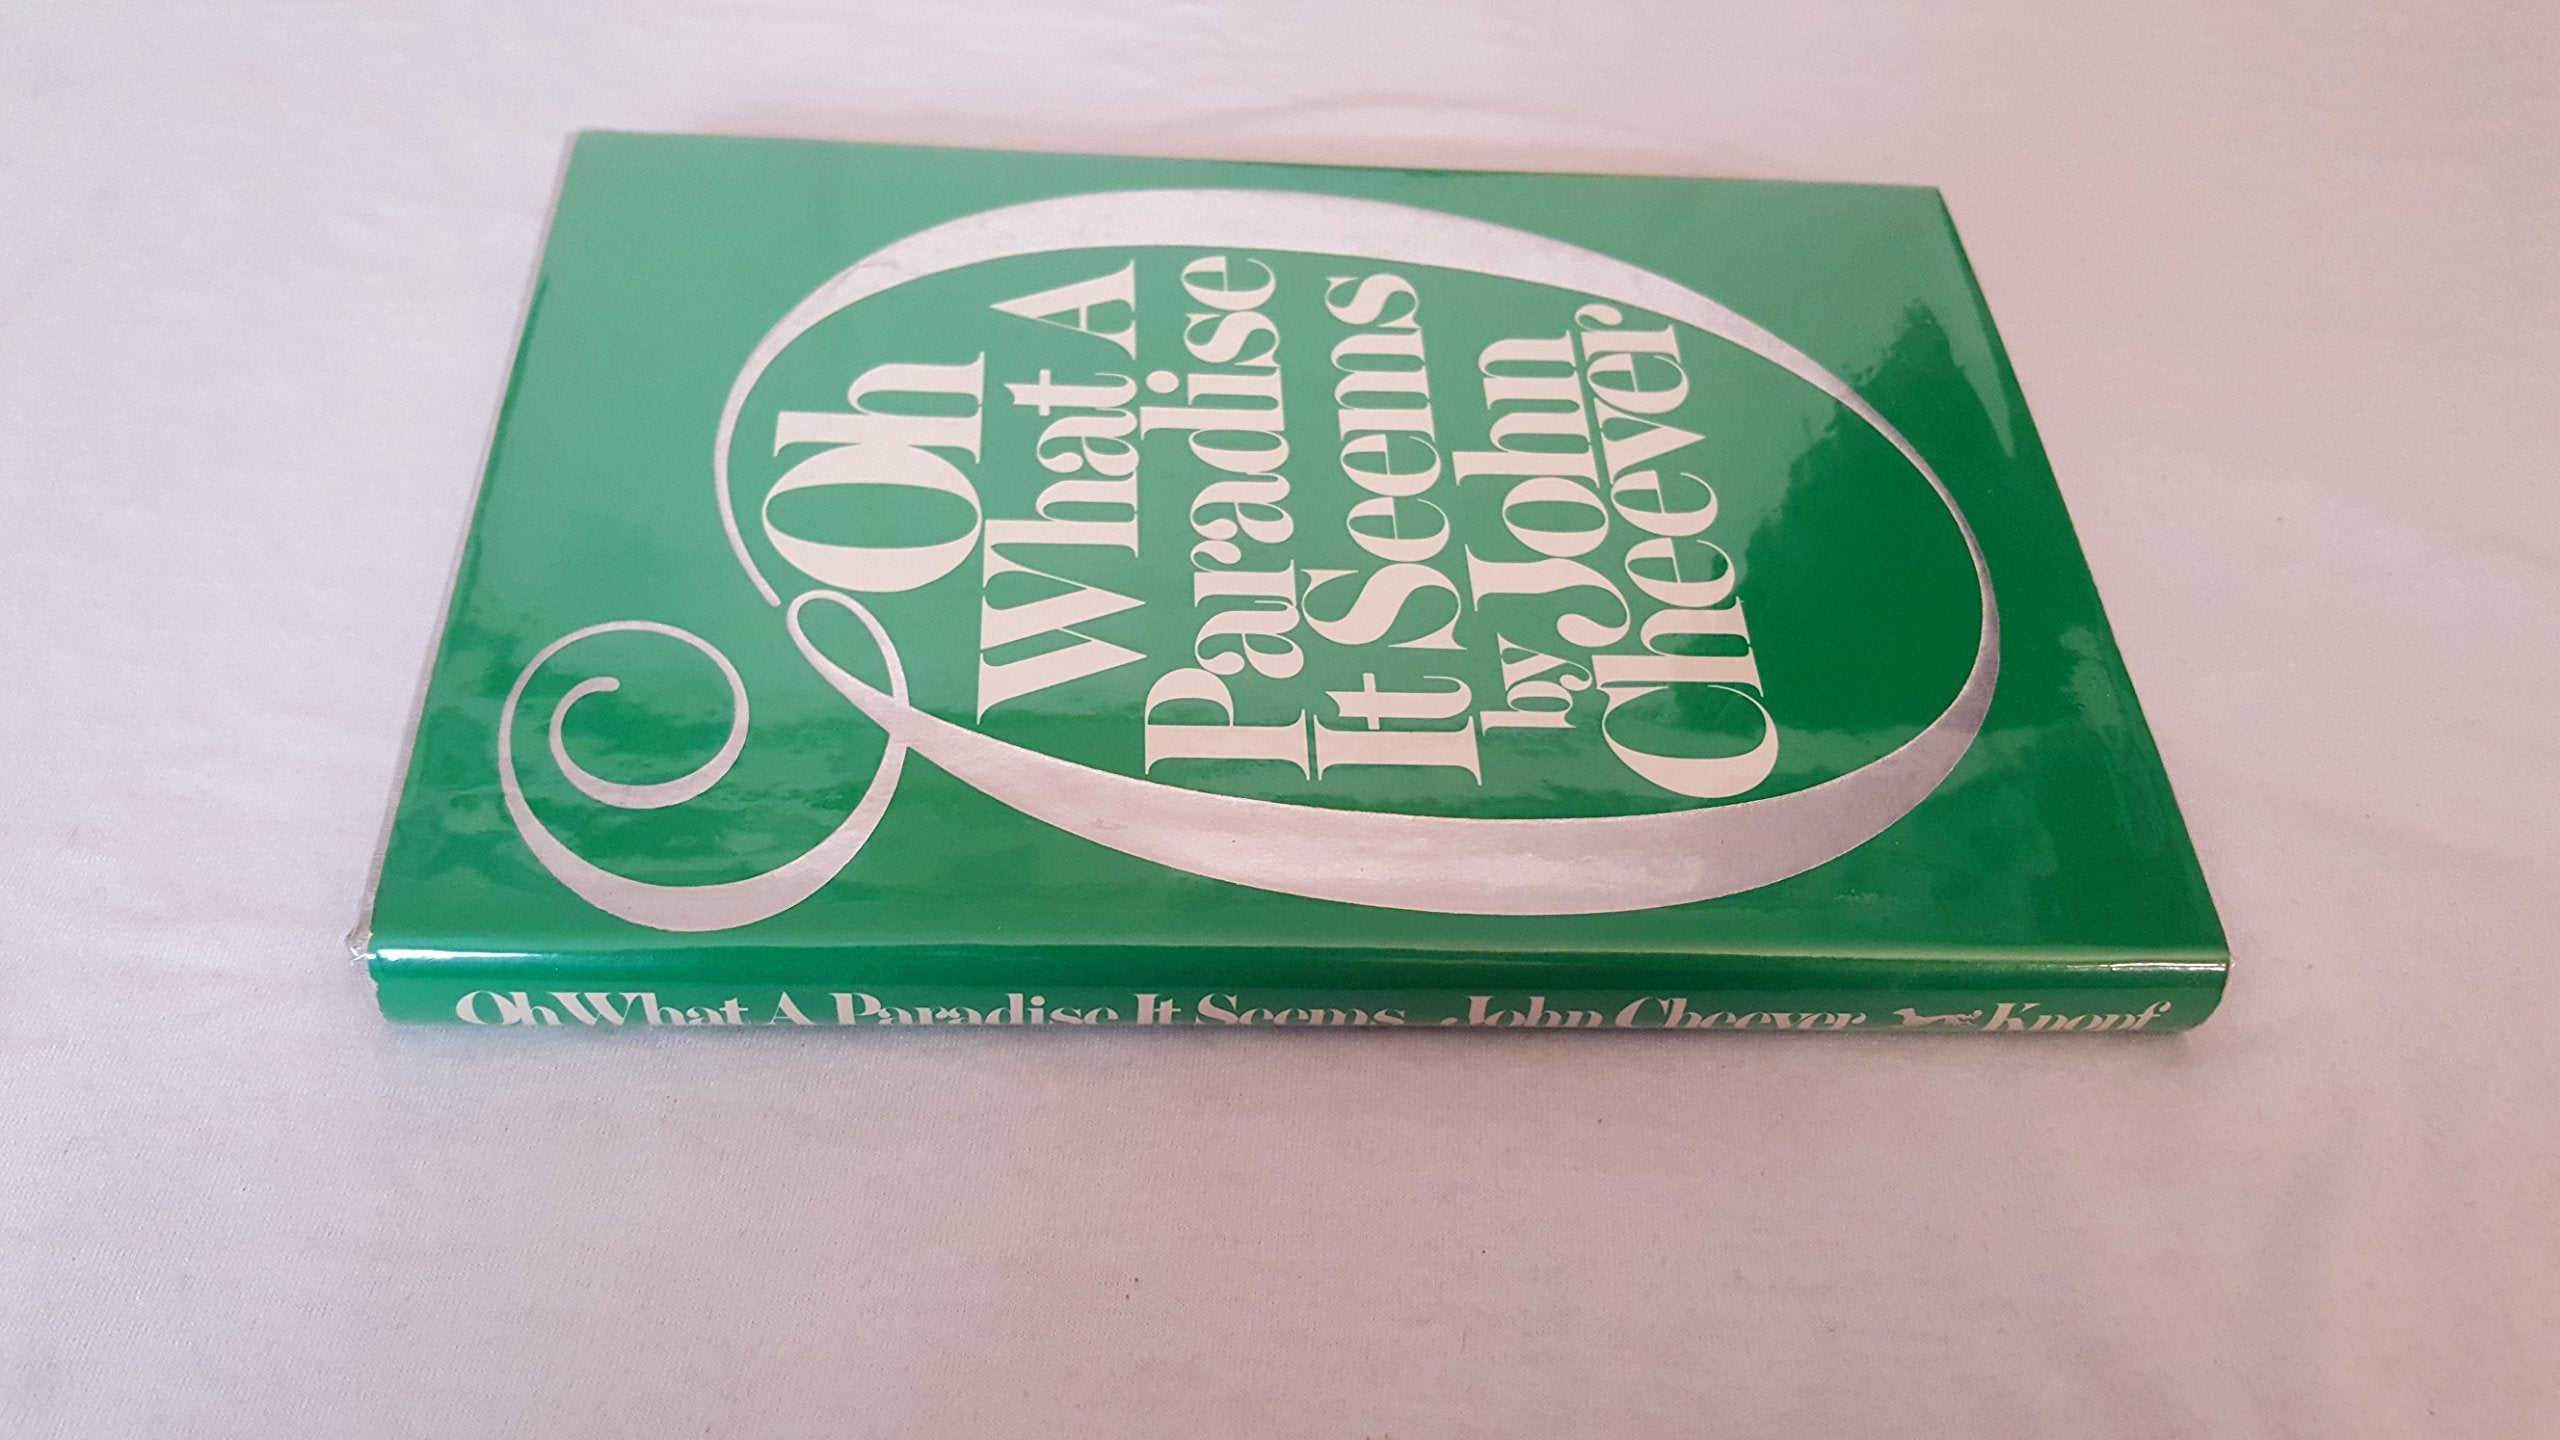 Oh
What A
Paradise
It Seems
by John
Cheever
Oh What A Paradise It Seems John Cheever Knopf